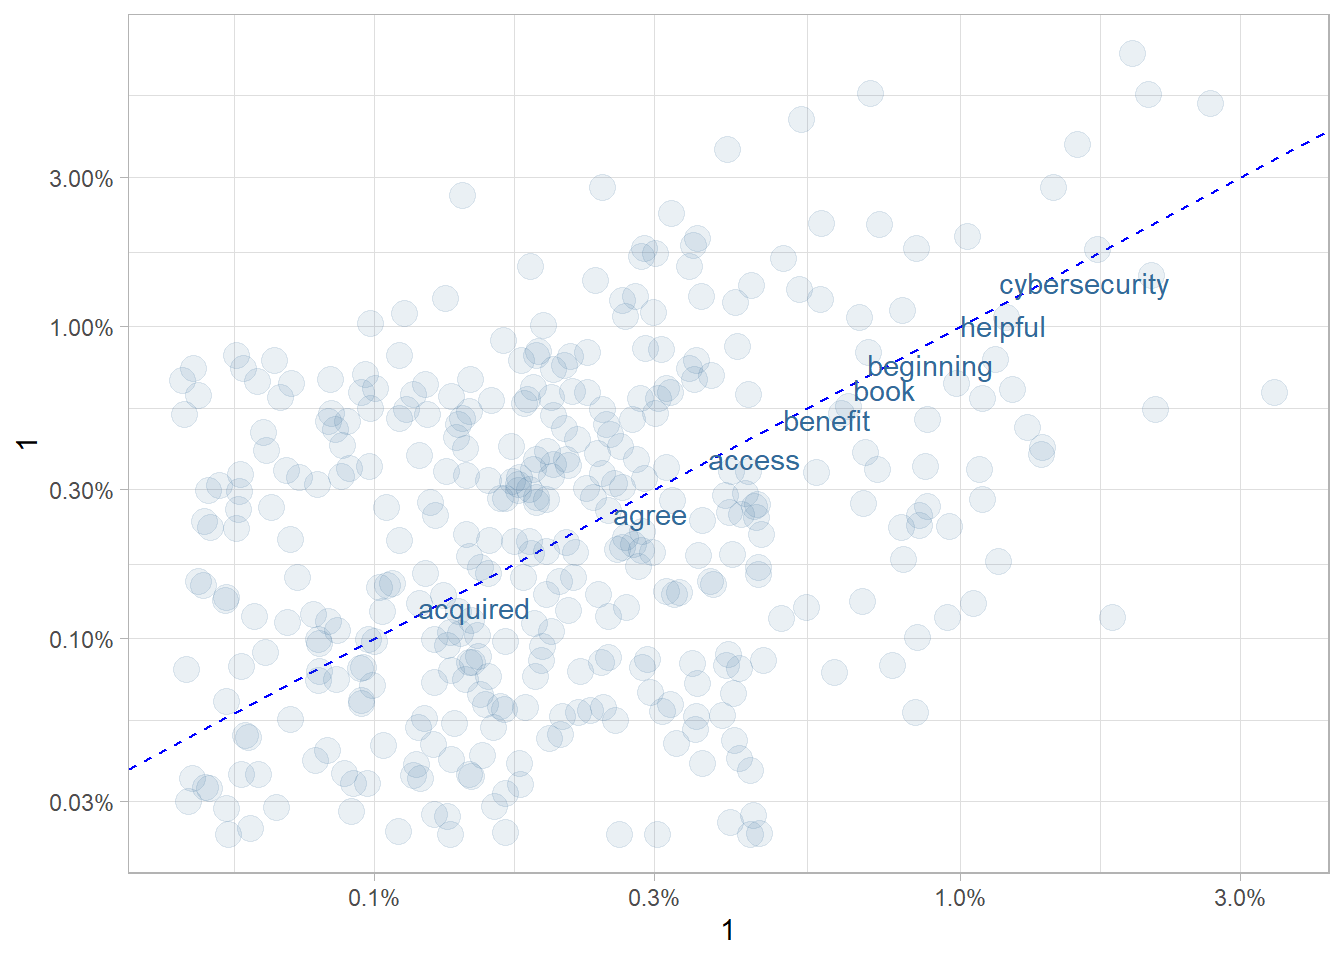 3.00%
1.00%
0.30%
0.10%
0.03%
1
cybersecurity
helpful
beginning
book
benefit
access
agree
acquired
0.1%
0.3%
1.0%
3.0%
1